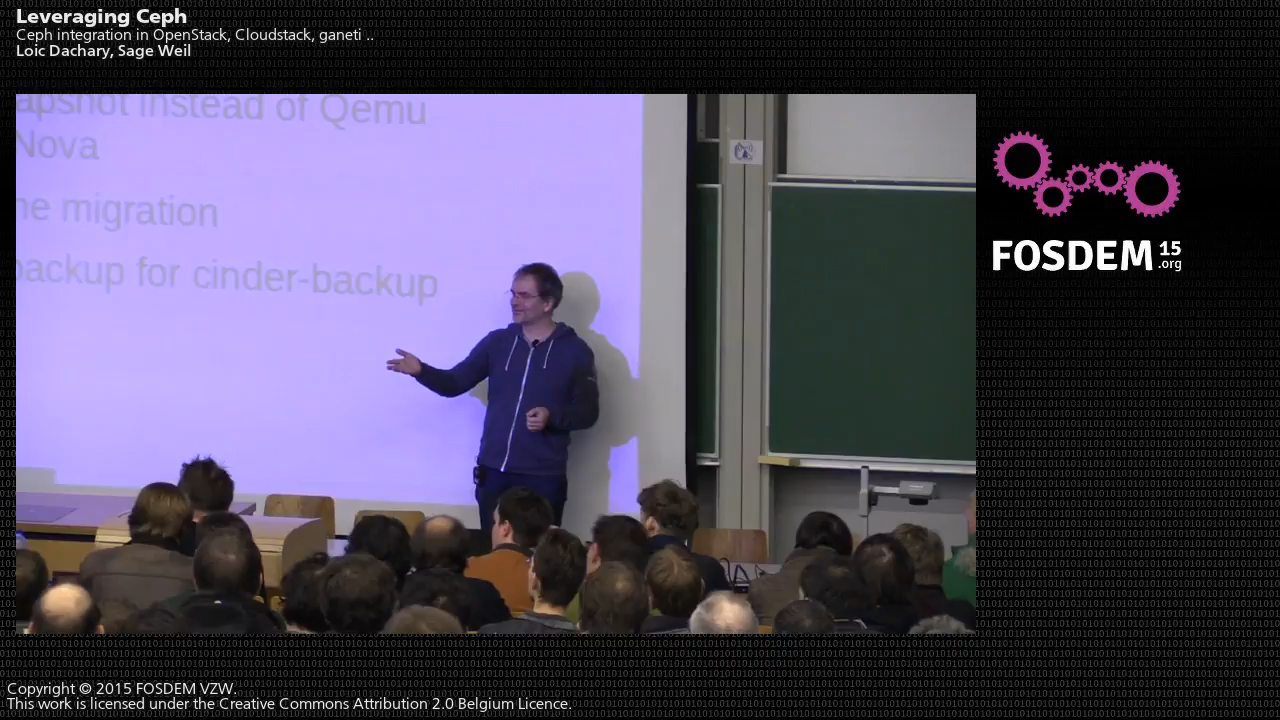 Leveraging Ceph
Ceph integration in OpenStack, Cloudstack, ganeti ..
Loic Dachary, Sage Weil
apshot instead of Qemu
Nova
ne migration
backup for cinder-backup
FOSDEM 15
.org
Copyright © 2015 FOSDEM VZW.
This work is licensed under the Creative Commons Attribution 2.0 Belgium Licence.